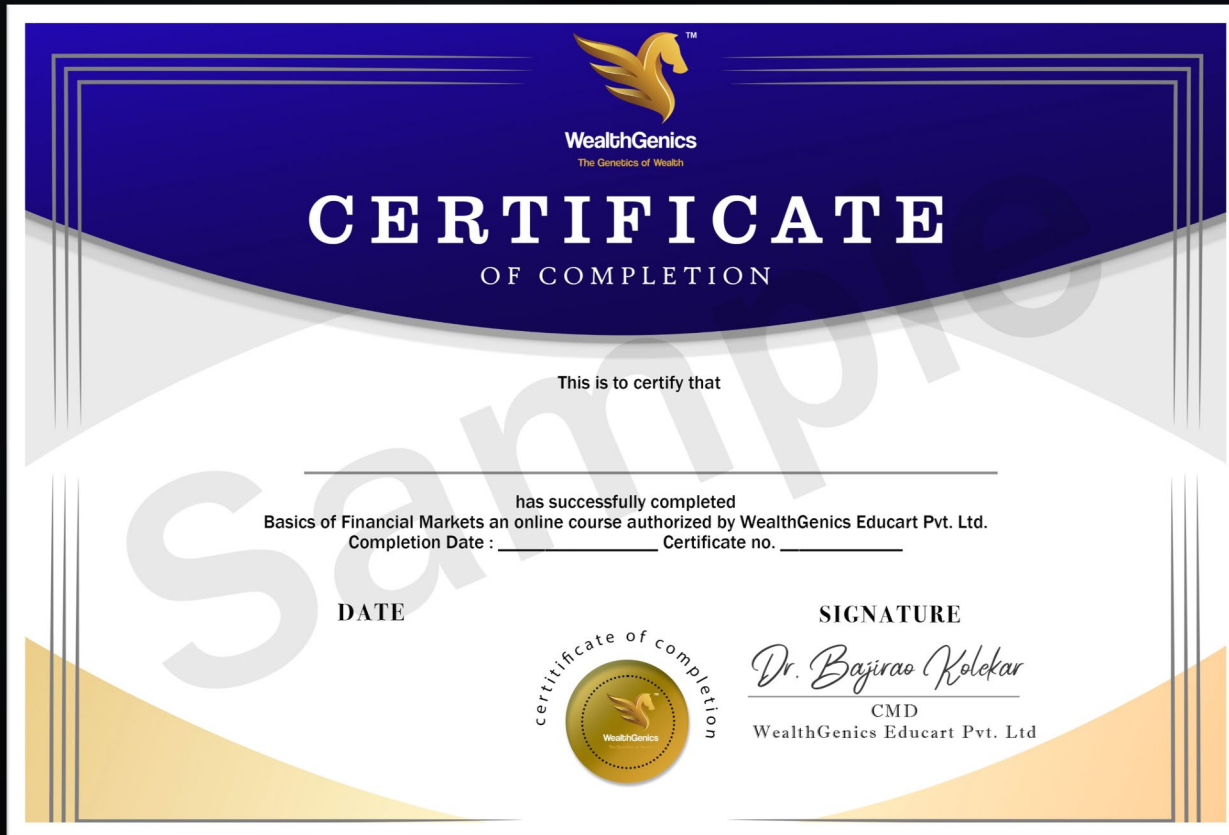 TM
WealthGenics
The Genetics of Wealth
CERTIFICATE
OF COMPLETION
Sample
This is to certify that
has successfully completed
Basics of Financial Markets an online course authorized by WealthGenics Educart Pvt. Ltd.
Completion Date : _______________ Certificate no. ____________
DATE
SIGNATURE
certificate of completion
WealthGenics
Dr. Bajirao Kolekar
CMD
WealthGenics Educart Pvt. Ltd